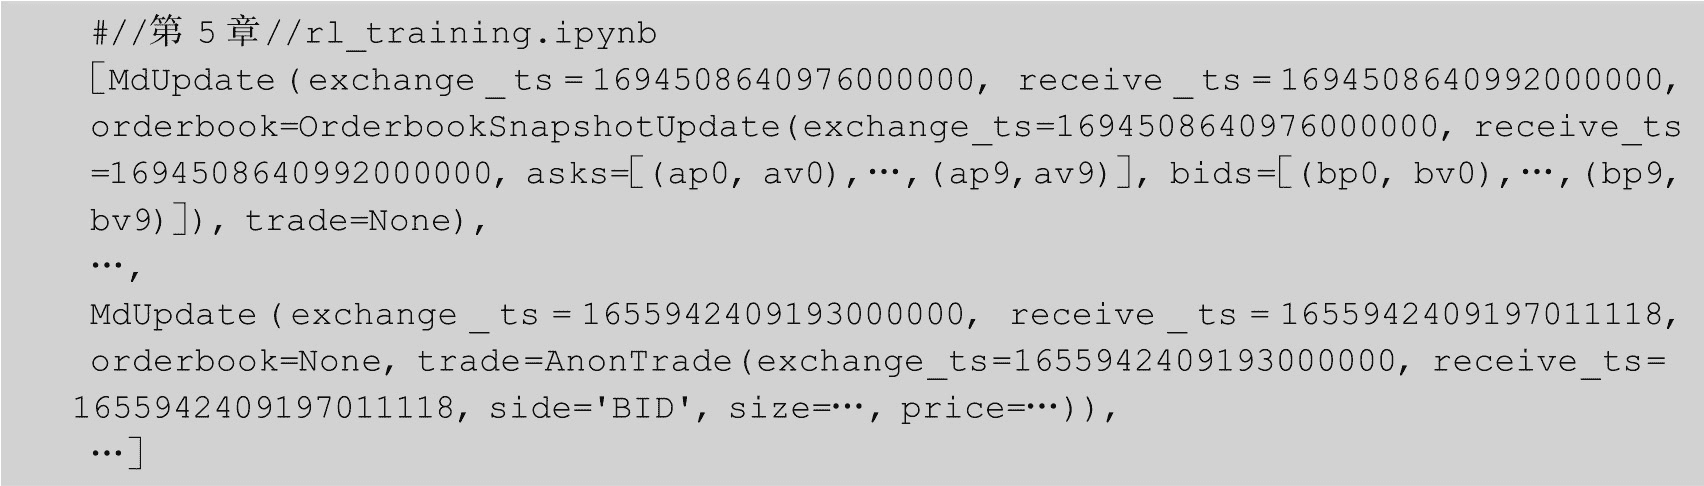 #//第 5 章//rl_training.ipynb
[MdUpdate(exchange_ts=1694508640976000000, receive_ts=1694508640992000000,
orderbook=OrderbookSnapshotUpdate(exchange_ts=1694508640976000000, receive_ts
=1694508640992000000, asks=[(ap0, av0),…,(ap9,av9)], bids=[(bp0, bv0),…,(bp9,
bv9)]), trade=None),
…,
MdUpdate(exchange_ts=1655942409193000000, receive_ts=1655942409197011118,
orderbook=None, trade=AnonTrade(exchange_ts=1655942409193000000, receive_ts=
1655942409197011118, side='BID', size=…, price=…)),
…]